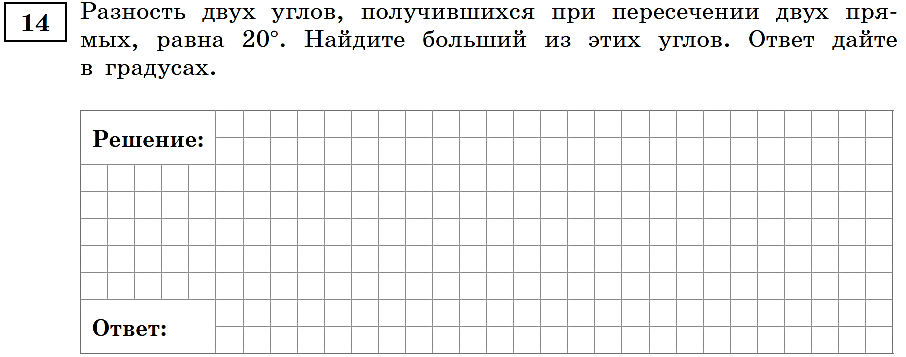 14
Разность двух углов, получившихся при пересечении двух пря-
мых, равна 20°. Найдите больший из этих углов. Ответ дайте
в градусах.
Решение:
Ответ: